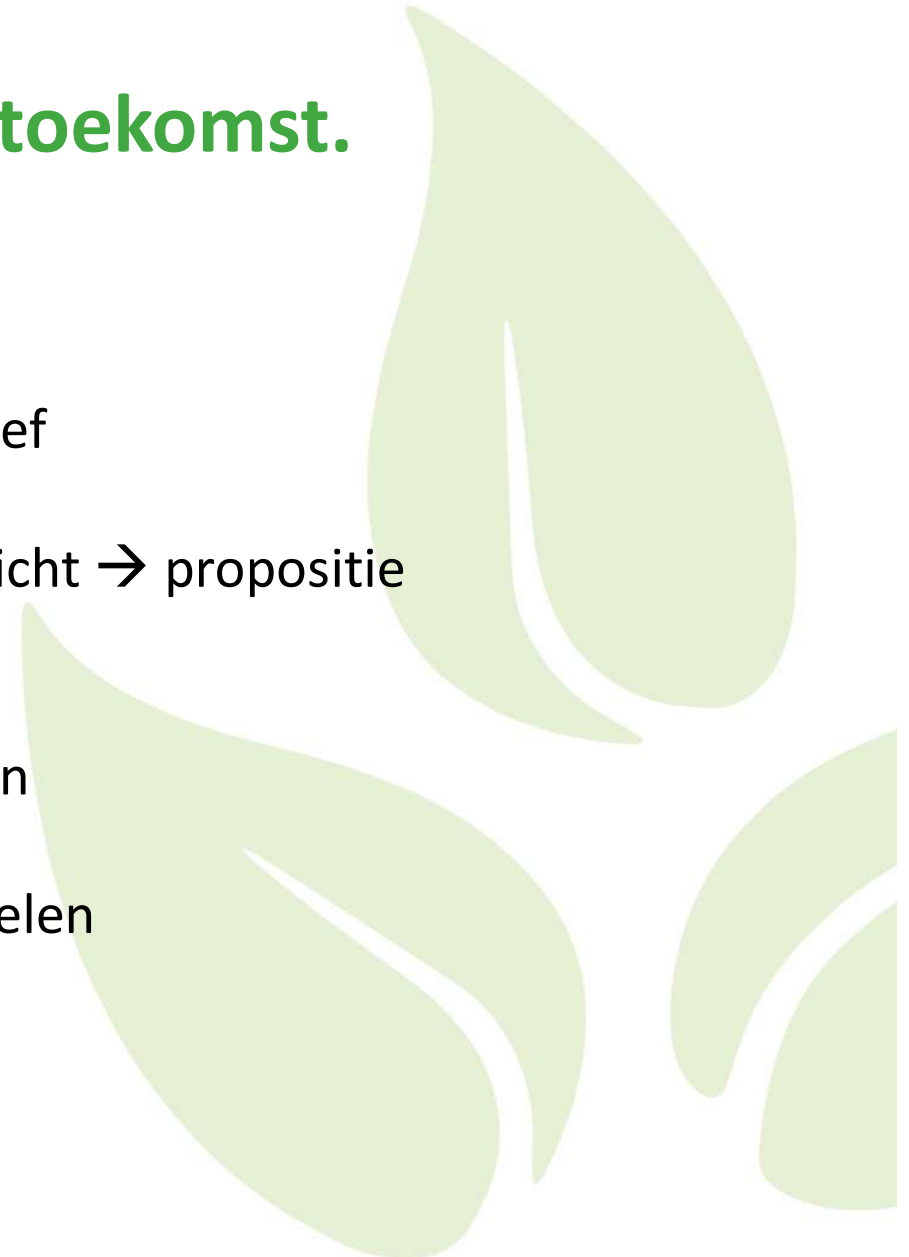 toekomst.
ef
icht → propositie
n
elen